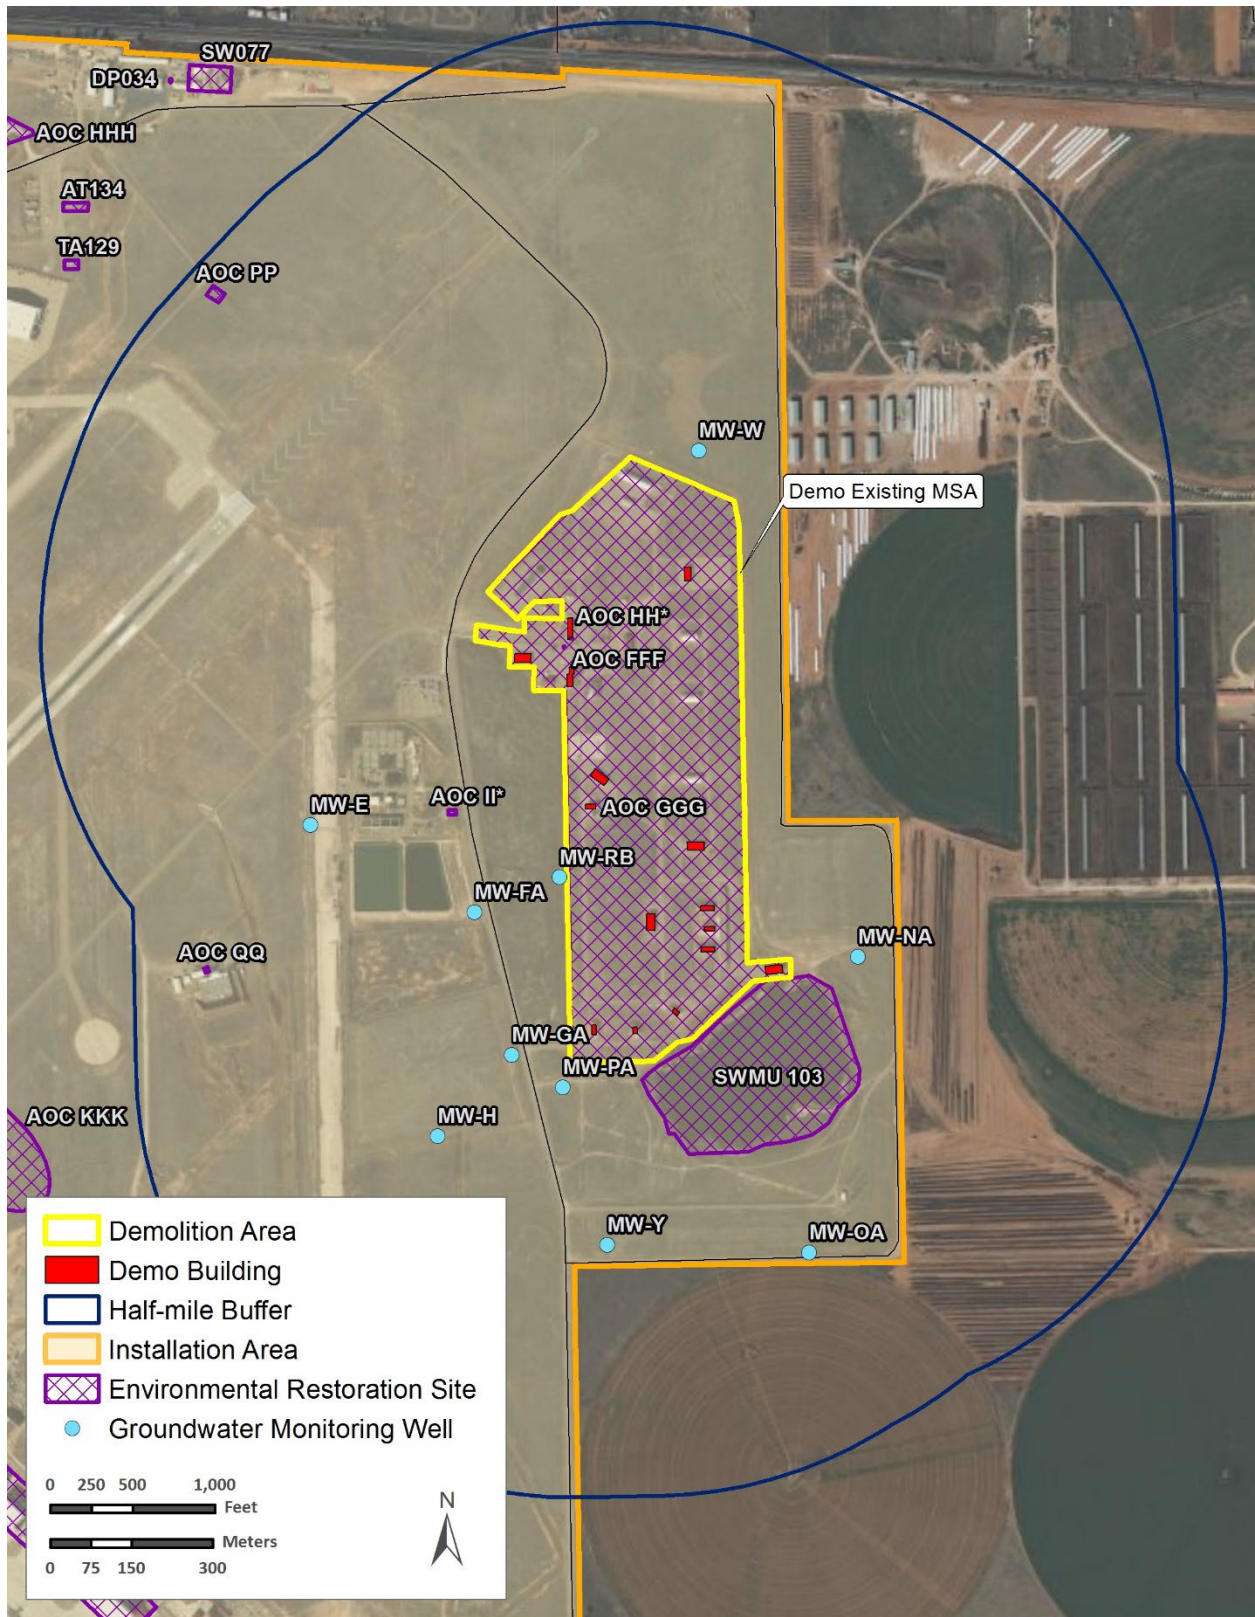 SW077
DP034
AOC HHH
AT134
TA129
AOC PP
MW-W
Demo Existing MSA
AOC HH*
AOC FFF
AOC II*
MW-E
AOC GGG
MW-RB
MW-FA
MW-NA
AOC QQ
MW-GA
MW-PA
SWMU 103
AOC KKK
MW-H
MW-Y
MW-OA
Demolition Area
Demo Building
Half-mile Buffer
Installation Area
Environmental Restoration Site
Groundwater Monitoring Well
0 250 500 1,000
Feet
Meters
0 75 150 300
N